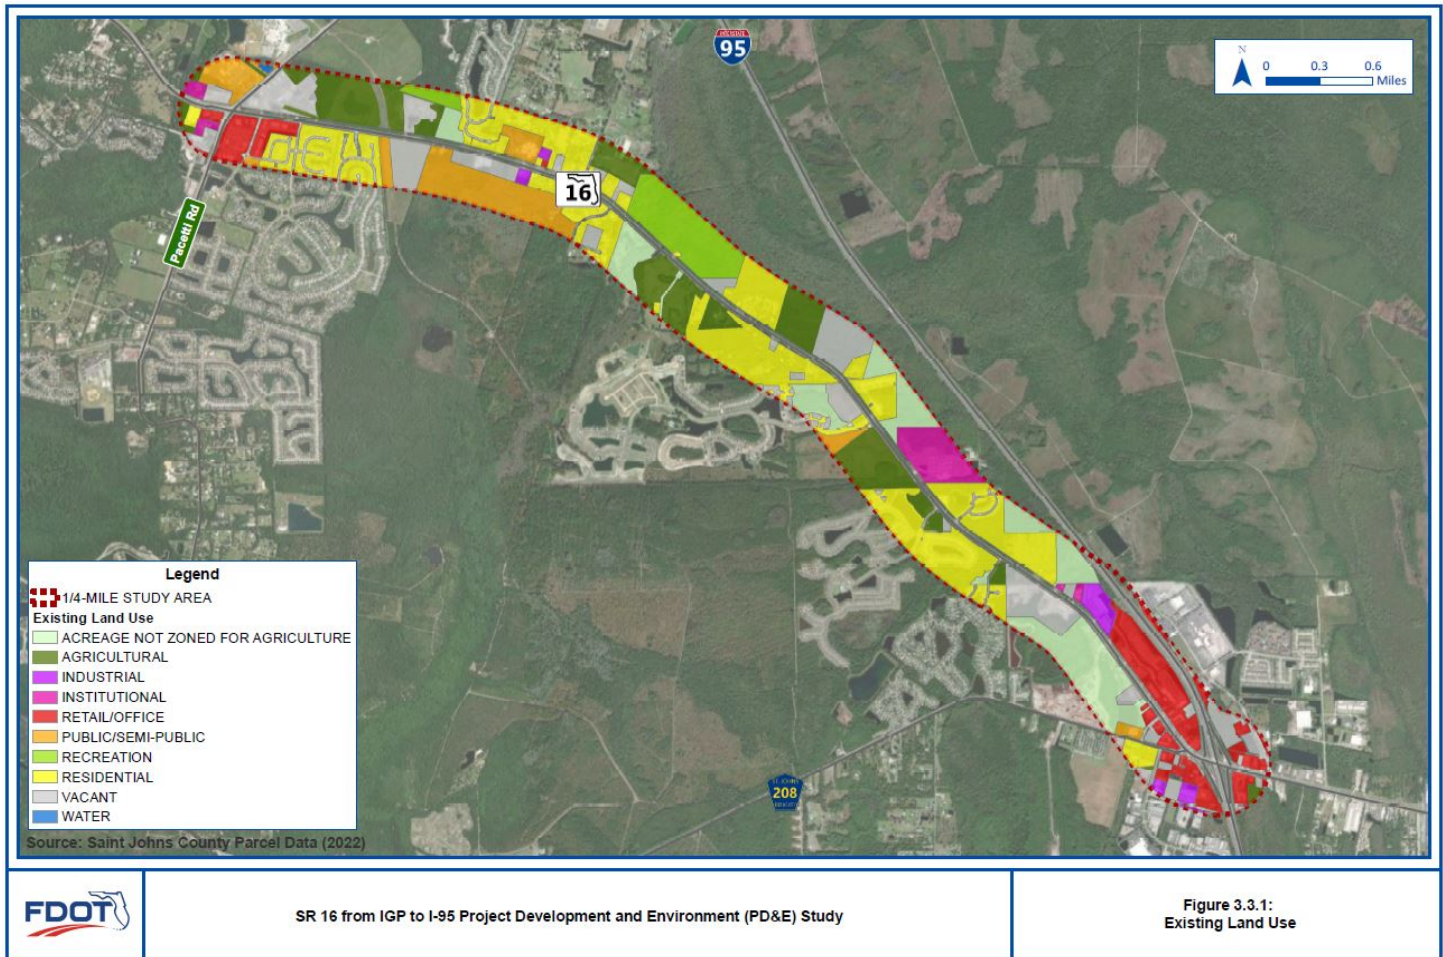 INTERSTATE
95
N
0 0.3 0.6
Miles
16
Pacetti Rd
Legend
1/4-MILE STUDY AREA
Existing Land Use
ACREAGE NOT ZONED FOR AGRICULTURE
AGRICULTURAL
INDUSTRIAL
INSTITUTIONAL
RETAIL/OFFICE
PUBLIC/SEMI-PUBLIC
RECREATION
RESIDENTIAL
VACANT
WATER
ST. JOHNS
208
Source: Saint Johns County Parcel Data (2022)
FDOT
SR 16 from IGP to I-95 Project Development and Environment (PD&E) Study
Figure 3.3.1:
Existing Land Use